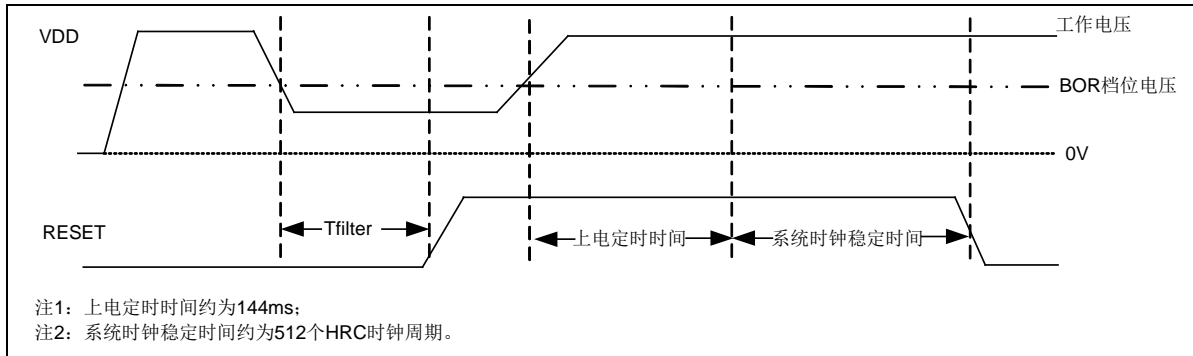 VDD
工作电压
BOR档位电压
0V
RESET
Tfilter
上电定时时间
系统时钟稳定时间
注1：上电定时时间约为144ms；
注2：系统时钟稳定时间约为512个HRC时钟周期。